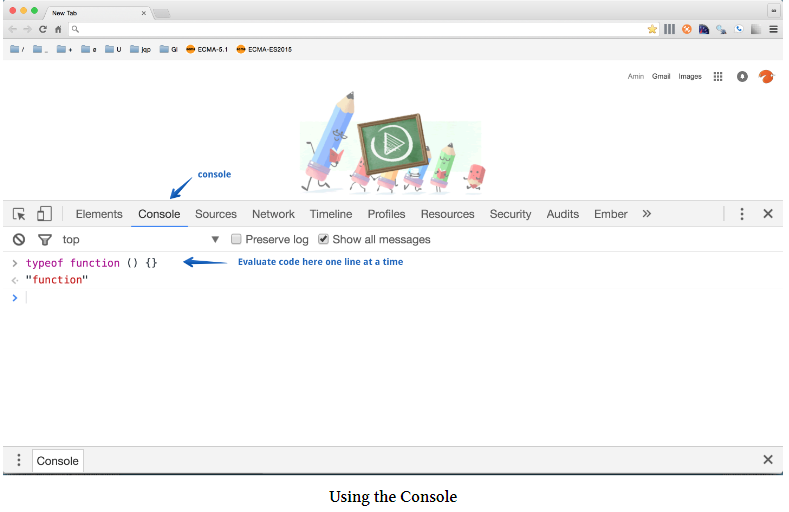 New Tab
/ _ + e U jqp GI ECMA-5.1 ECMA-ES2015
Amin Gmail Images
console
Elements Console Sources Network Timeline Profiles Resources Security Audits Ember »
top Preserve log Show all messages
> typeof function () {} Evaluate code here one line at a time
"function"
>
Console
Using the Console